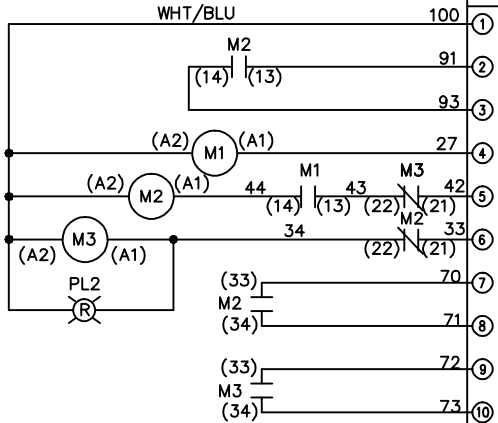 WHT/BLU 100 1
M2 91 2
(14) (13)
93 3
(A2) M1 (A1) 27 4
(A2) M2 (A1) 44 M1 43 M3 42 5
(14) (13) (22) (21)
M3 34 M2 33 6
(A2) (A1) (22) (21)
PL2
R
(33) 70 7
M2
(34) 71 8
(33) 72 9
M3
(34) 73 10